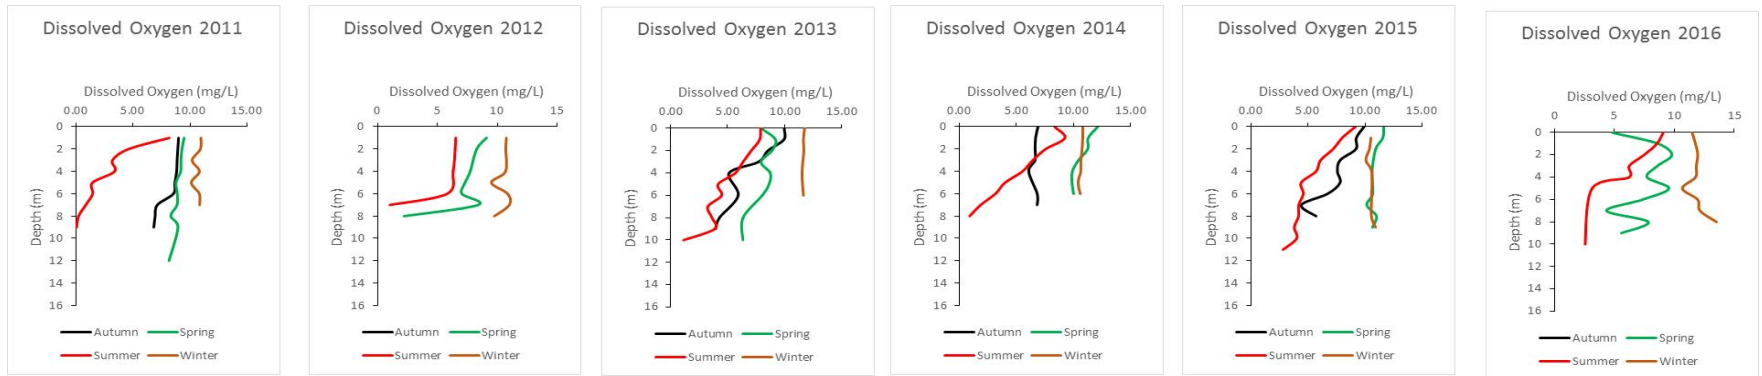 Dissolved Oxygen 2011
Dissolved Oxygen (mg/L)
0.00 5.00 10.00 15.00
0
2
4
6
8
10
12
14
16
Depth (m)
Autumn Spring
Summer Winter
Dissolved Oxygen 2012
Dissolved Oxygen (mg/L)
0 5 10 15
0
2
4
6
8
10
12
14
16
Depth (m)
Autumn Spring
Summer Winter
Dissolved Oxygen 2013
Dissolved Oxygen (mg/L)
0.00 5.00 10.00 15.00
0
2
4
6
8
10
12
14
16
Depth (m)
Autumn Spring
Summer Winter
Dissolved Oxygen 2014
Dissolved Oxygen (mg/L)
0.00 5.00 10.00 15.00
0
2
4
6
8
10
12
14
16
Depth (m)
Autumn Spring
Summer Winter
Dissolved Oxygen 2015
Dissolved Oxygen (mg/L)
0.00 5.00 10.00 15.00
0
2
4
6
8
10
12
14
16
Depth (m)
Autumn Spring
Summer Winter
Dissolved Oxygen 2016
Dissolved Oxygen (mg/L)
0 5 10 15
0
2
4
6
8
10
12
14
16
Depth (m)
Autumn Spring
Summer Winter